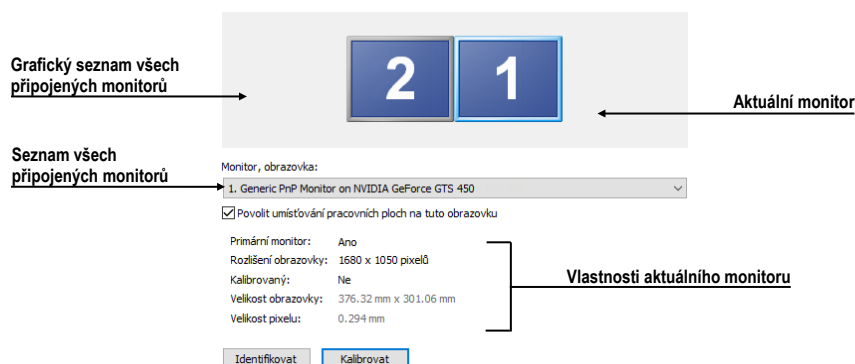 Grafický seznam všech
připojených monitorů
2
1
Aktuální monitor
Seznam všech
připojených monitorů
Monitor, obrazovka:
1. Generic PnP Monitor on NVIDIA GeForce GTS 450
Povolit umísťování pracovních ploch na tuto obrazovku
Primární monitor: Ano
Rozlišení obrazovky: 1680 x 1050 pixelů
Kalibrovaný: Ne
Velikost obrazovky: 376.32 mm x 301.06 mm
Velikost pixelu: 0.294 mm
Vlastnosti aktuálního monitoru
Identifikovat Kalibrovat